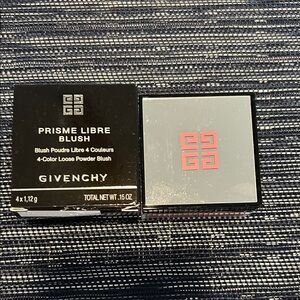 PRISME LIBRE
BLUSH
Blush Poudre Libre 4 Couleurs
4-Color Loose Powder Blush
GIVENCHY
4 x 1,12 g
TOTAL NET WT. .15 OZ